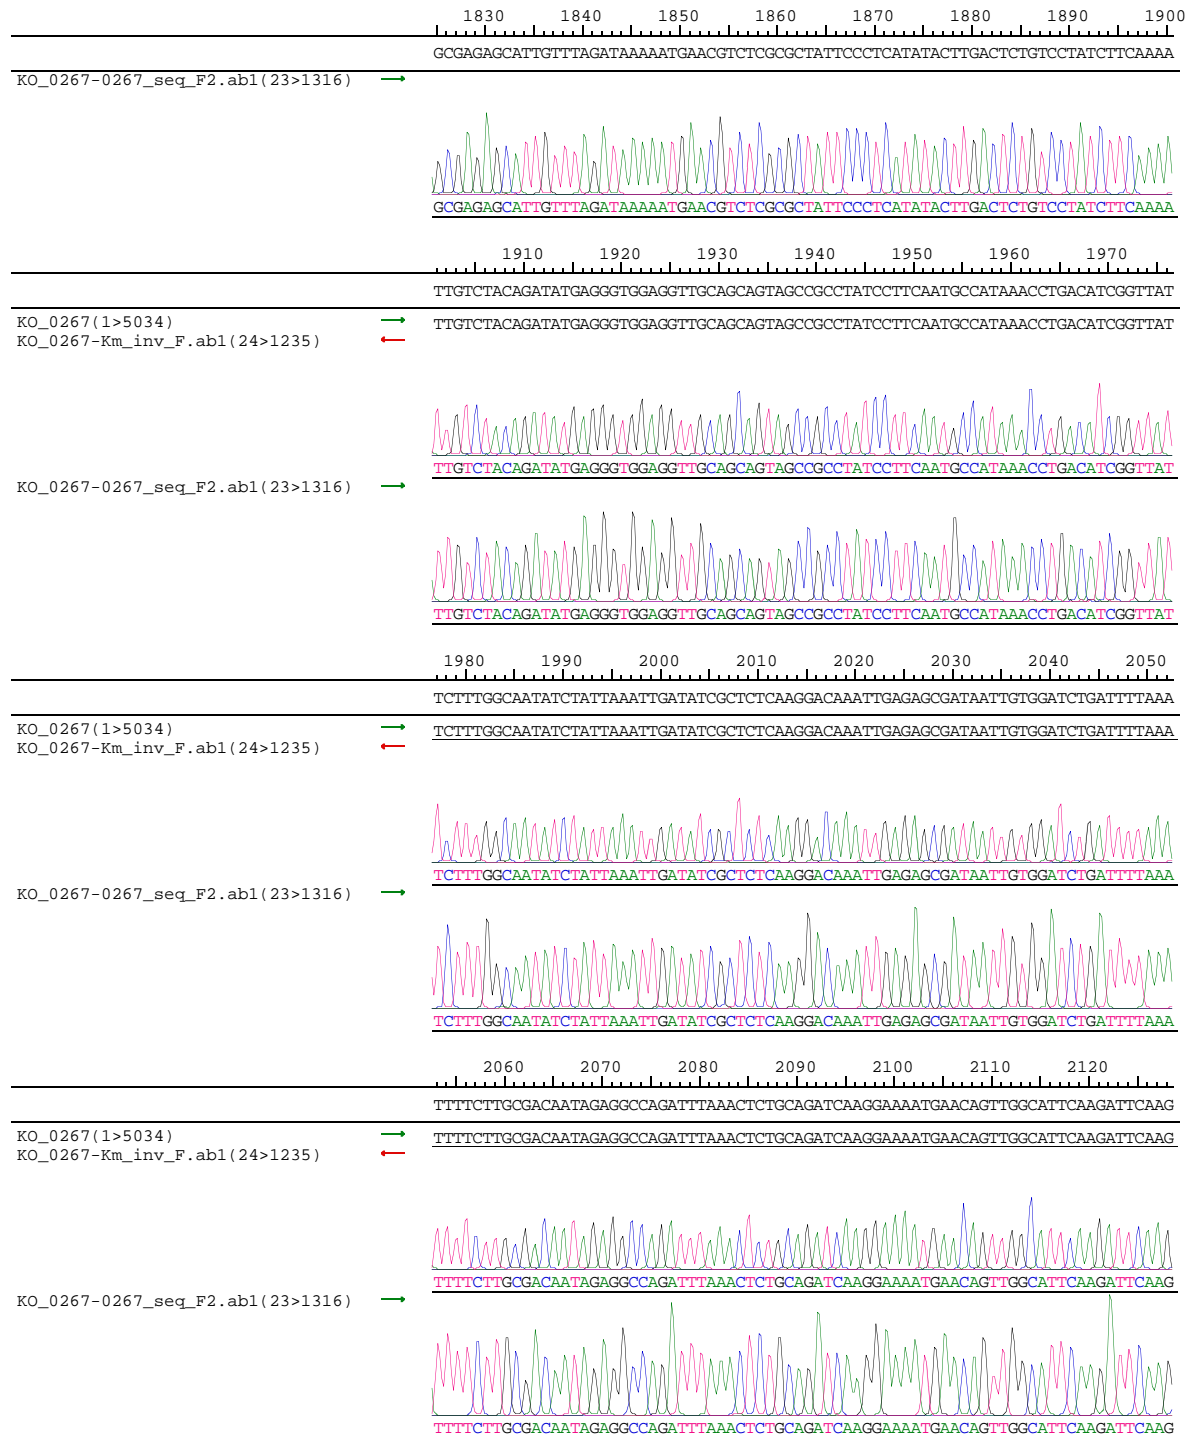 1830 1840 1850 1860 1870 1880 1890 1900
GCGAGAGCATTGTTTAGATAAAAATGAACGTCTCGCGCTATTCCCTCATATACTTGACTCTGTCCTATCTTCAAAA
KO_0267-0267_seq_F2.ab1(23>1316)
GCGAGAGCATTGTTTAGATAAAAATGAACGTCTCGCGCTATTCCCTCATATACTTGACTCTGTCCTATCTTCAAAA
1910 1920 1930 1940 1950 1960 1970
TTGTCTACAGATATGAGGGTGGAGGTTGCAGCAGTAGCCGCCTATCCTTCAATGCCATAAACCTGACATCGGTTAT
KO_0267(1>5034) TTGTCTACAGATATGAGGGTGGAGGTTGCAGCAGTAGCCGCCTATCCTTCAATGCCATAAACCTGACATCGGTTAT
KO_0267-Km_inv_F.ab1(24>1235)
TTGTCTACAGATATGAGGGTGGAGGTTGCAGCAGTAGCCGCCTATCCTTCAATGCCATAAACCTGACATCGGTTAT
KO_0267-0267_seq_F2.ab1(23>1316)
TTGTCTACAGATATGAGGGTGGAGGTTGCAGCAGTAGCCGCCTATCCTTCAATGCCATAAACCTGACATCGGTTAT
1980 1990 2000 2010 2020 2030 2040 2050
TCTTTGGCAATATCTATTAAATTGATATCGCTCTCAAGGACAAATTGAGAGCGATAATTGTGGATCTGATTTTAAA
KO_0267(1>5034) TCTTTGGCAATATCTATTAAATTGATATCGCTCTCAAGGACAAATTGAGAGCGATAATTGTGGATCTGATTTTAAA
KO_0267-Km_inv_F.ab1(24>1235)
TCTTTGGCAATATCTATTAAATTGATATCGCTCTCAAGGACAAATTGAGAGCGATAATTGTGGATCTGATTTTAAA
KO_0267-0267_seq_F2.ab1(23>1316)
TCTTTGGCAATATCTATTAAATTGATATCGCTCTCAAGGACAAATTGAGAGCGATAATTGTGGATCTGATTTTAAA
2060 2070 2080 2090 2100 2110 2120
TTTTCTTGCGACAATAGAGGCCAGATTTAAACTCTGCAGATCAAGGAAAATGAACAGTTGGCATTCAAGATTCAAG
KO_0267(1>5034) TTTTCTTGCGACAATAGAGGCCAGATTTAAACTCTGCAGATCAAGGAAAATGAACAGTTGGCATTCAAGATTCAAG
KO_0267-Km_inv_F.ab1(24>1235)
TTTTCTTGCGACAATAGAGGCCAGATTTAAACTCTGCAGATCAAGGAAAATGAACAGTTGGCATTCAAGATTCAAG
KO_0267-0267_seq_F2.ab1(23>1316)
TTTTCTTGCGACAATAGAGGCCAGATTTAAACTCTGCAGATCAAGGAAAATGAACAGTTGGCATTCAAGATTCAAG